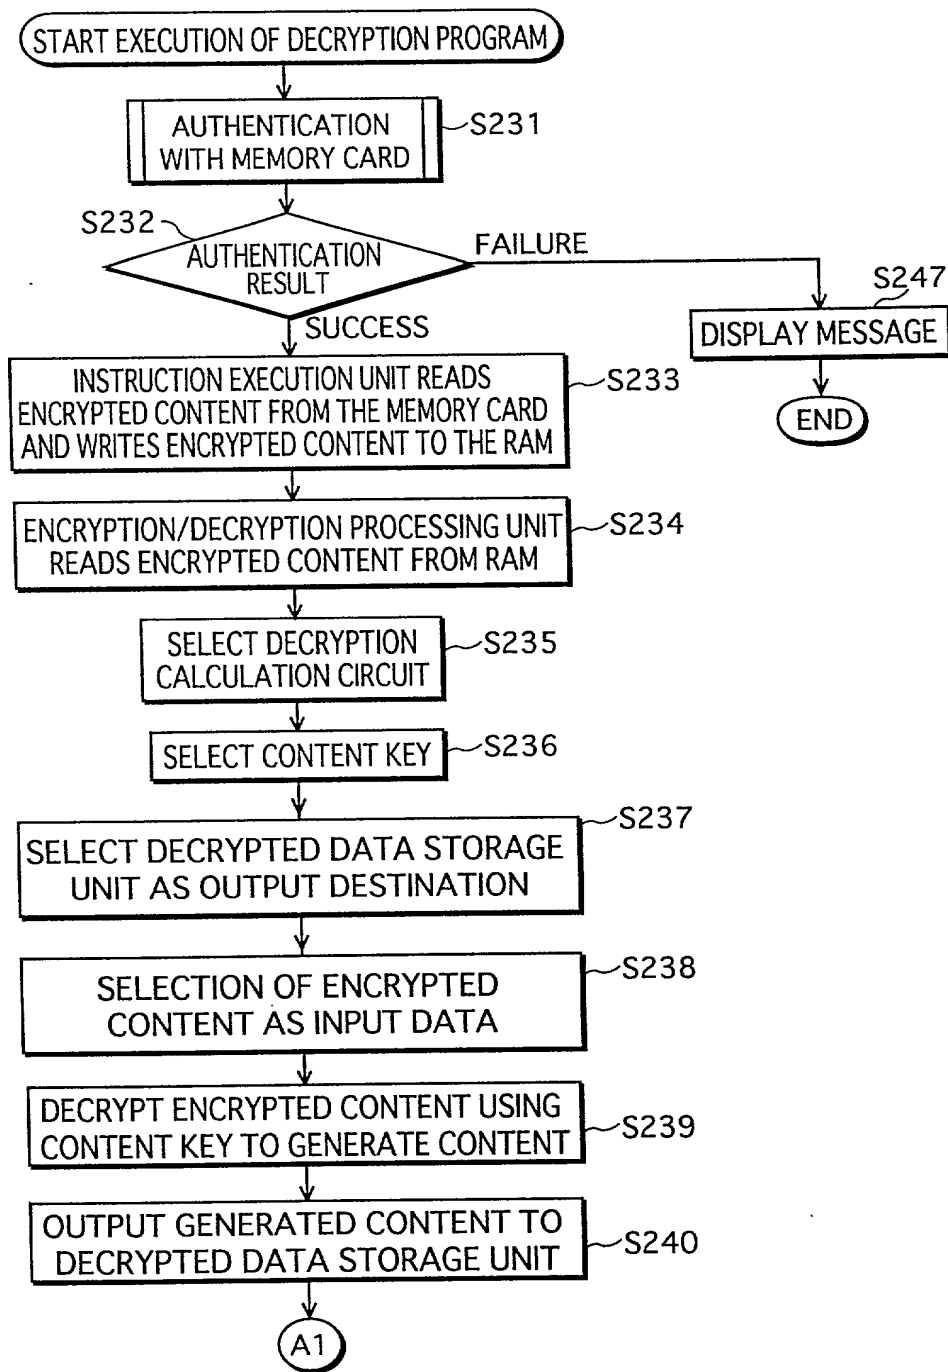 START EXECUTION OF DECRYPTION PROGRAM
AUTHENTICATION
WITH MEMORY CARD
S231
S232
AUTHENTICATION
RESULT
FAILURE
SUCCESS
S247
DISPLAY MESSAGE
END
INSTRUCTION EXECUTION UNIT READS
ENCRYPTED CONTENT FROM THE MEMORY CARD
AND WRITES ENCRYPTED CONTENT TO THE RAM
S233
ENCRYPTION/DECRYPTION PROCESSING UNIT
READS ENCRYPTED CONTENT FROM RAM
S234
SELECT DECRYPTION
CALCULATION CIRCUIT
S235
SELECT CONTENT KEY
S236
SELECT DECRYPTED DATA STORAGE
UNIT AS OUTPUT DESTINATION
S237
SELECTION OF ENCRYPTED
CONTENT AS INPUT DATA
S238
DECRYPT ENCRYPTED CONTENT USING
CONTENT KEY TO GENERATE CONTENT
S239
OUTPUT GENERATED CONTENT TO
DECRYPTED DATA STORAGE UNIT
S240
A1